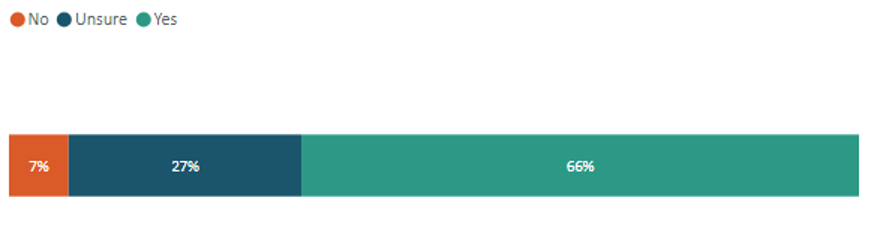 No Unsure Yes
7% 27% 66%